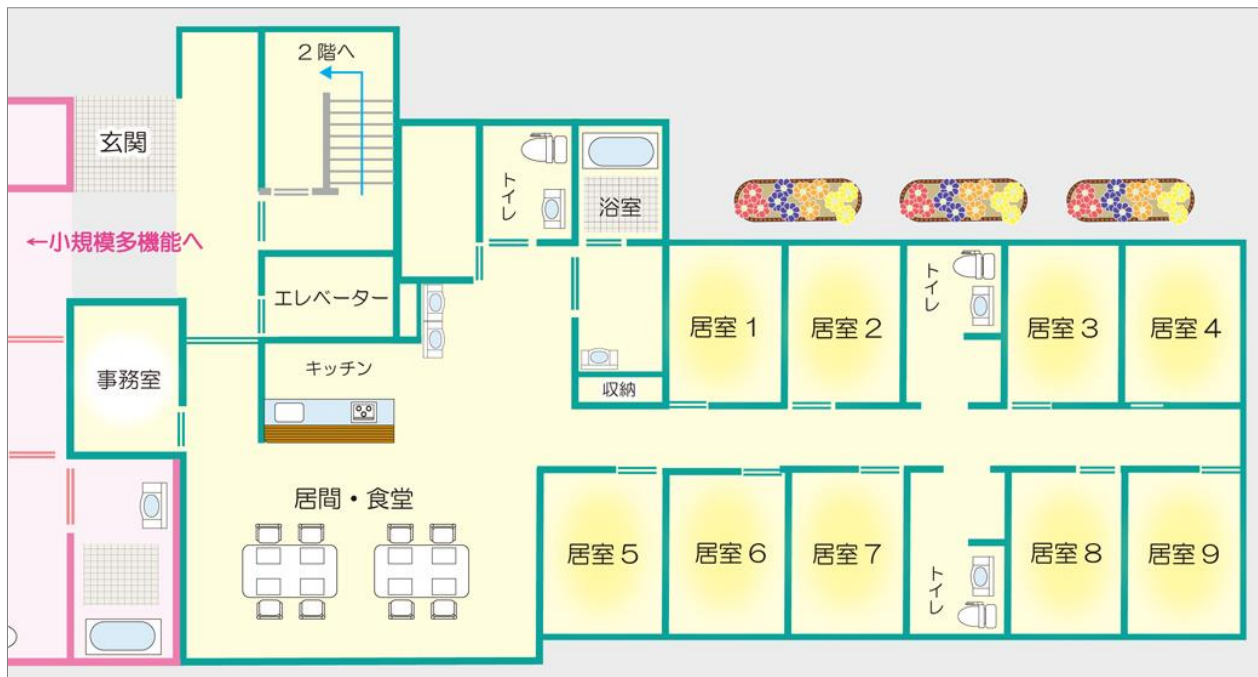 2階へ
玄関
トイレ
浴室
←小規模多機能へ
トイレ
エレベーター
居室1
居室2
居室3
居室4
事務室
キッチン
収納
居間・食堂
居室5
居室6
居室7
居室8
居室9
トイレ